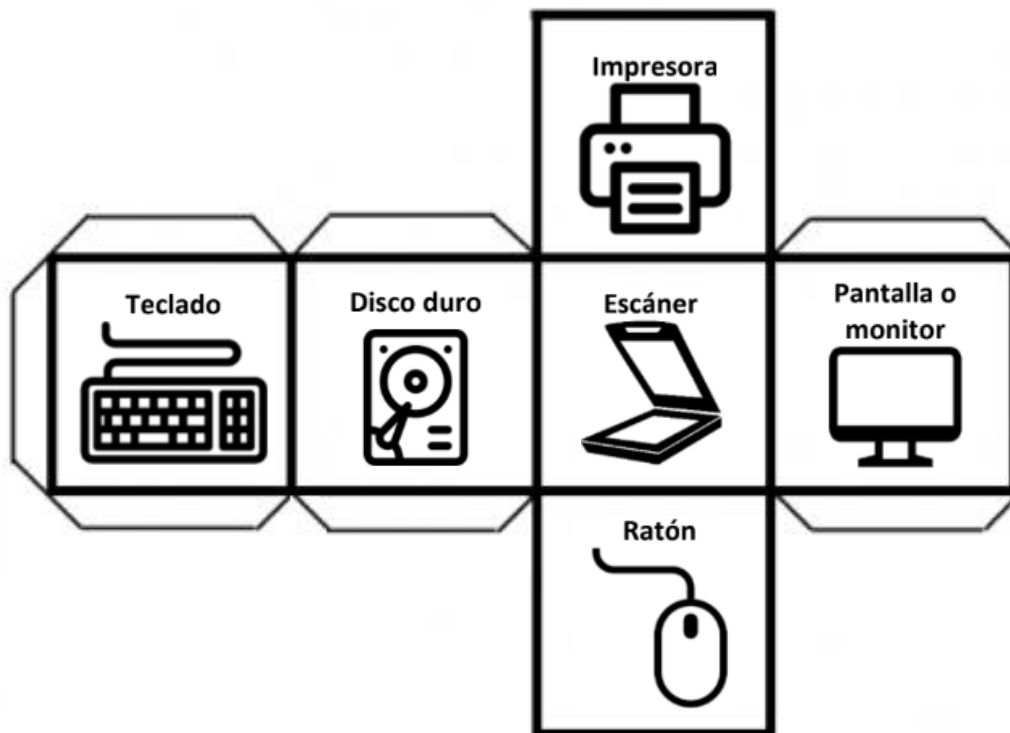 Impresora
Teclado
Disco duro
Escáner
Pantalla o
monitor
Ratón